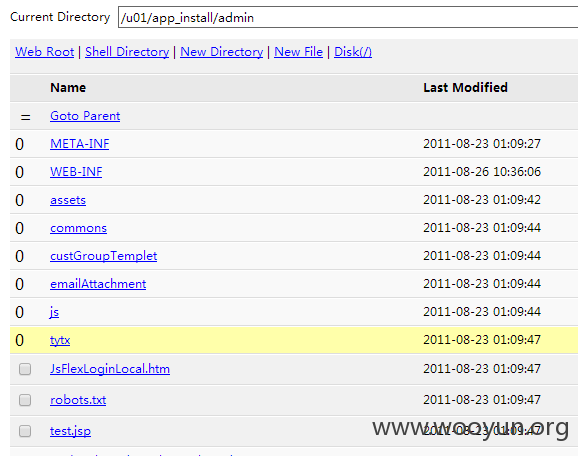 Current Directory /u01/app_install/admin
Web Root | Shell Directory | New Directory | New File | Disk(/)
Name Last Modified
= Goto Parent
0 META-INF 2011-08-23 01:09:27
0 WEB-INF 2011-08-26 10:36:06
0 assets 2011-08-23 01:09:42
0 commons 2011-08-23 01:09:44
0 custGroupTemplet 2011-08-23 01:09:44
0 emailAttachment 2011-08-23 01:09:44
0 js 2011-08-23 01:09:44
0 tytx 2011-08-23 01:09:47
JsFlexLoginLocal.htm 2011-08-23 01:09:47
robots.txt 2011-08-23 01:09:47
test.jsp 2011-08-23 01:09:47
www.wooyun.org